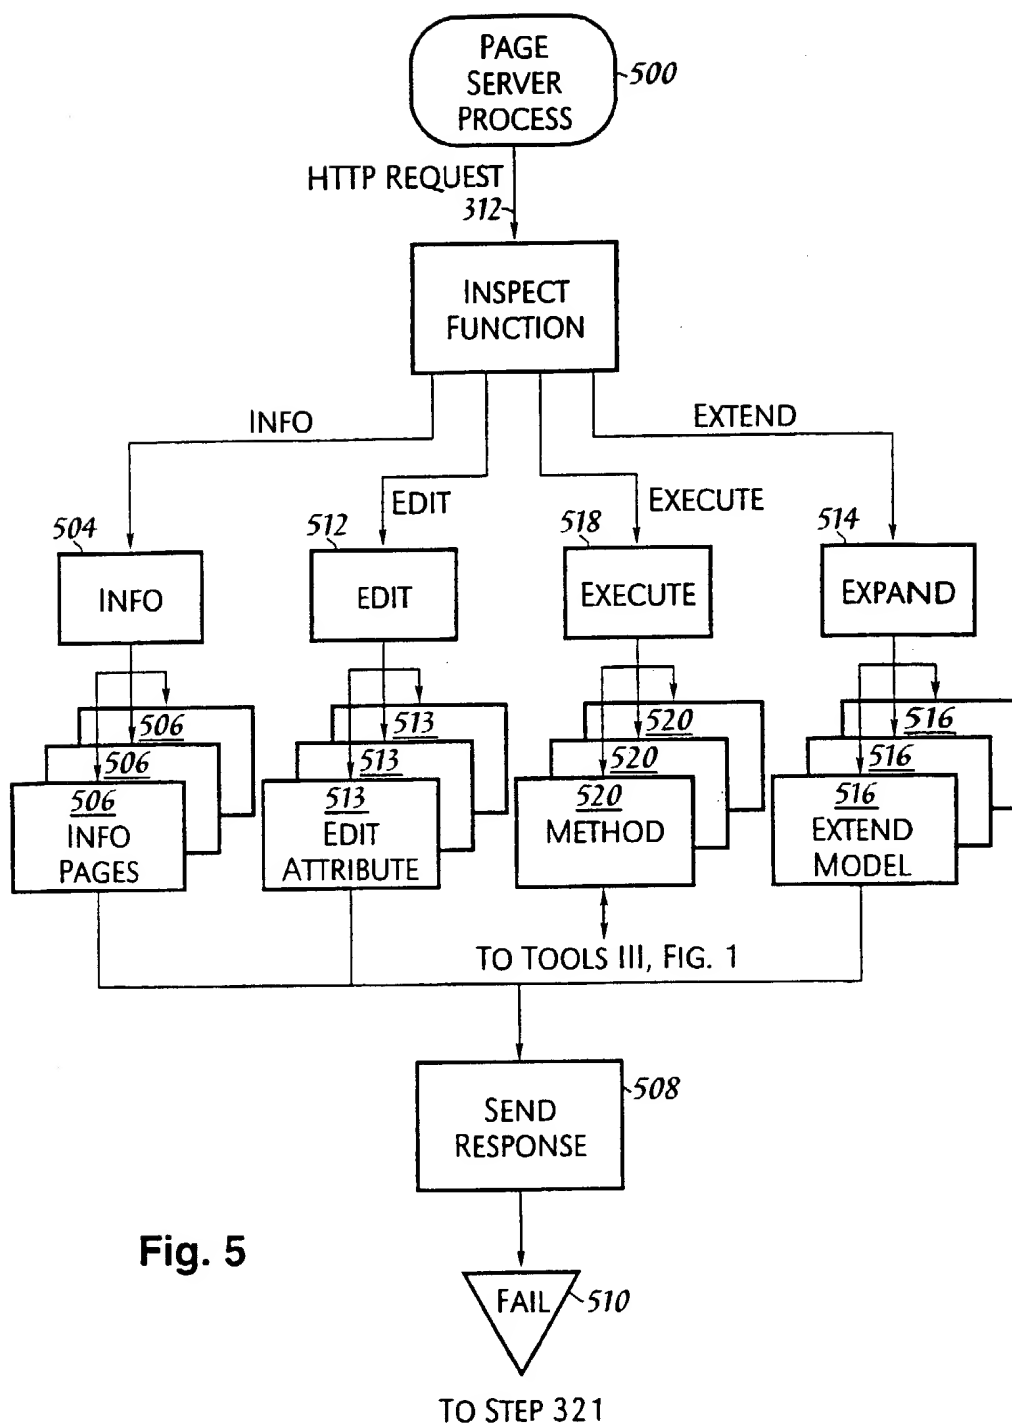 PAGE
SERVER
PROCESS
500
HTTP REQUEST
312
INSPECT
FUNCTION
INFO
EXTEND
EDIT
EXECUTE
504
512
518
514
INFO
EDIT
EXECUTE
EXPAND
506
513
520
516
506
513
520
516
506
513
520
516
INFO
PAGES
EDIT
ATTRIBUTE
METHOD
EXTEND
MODEL
TO TOOLS III, FIG. 1
508
SEND
RESPONSE
Fig. 5
FAIL
510
TO STEP 321